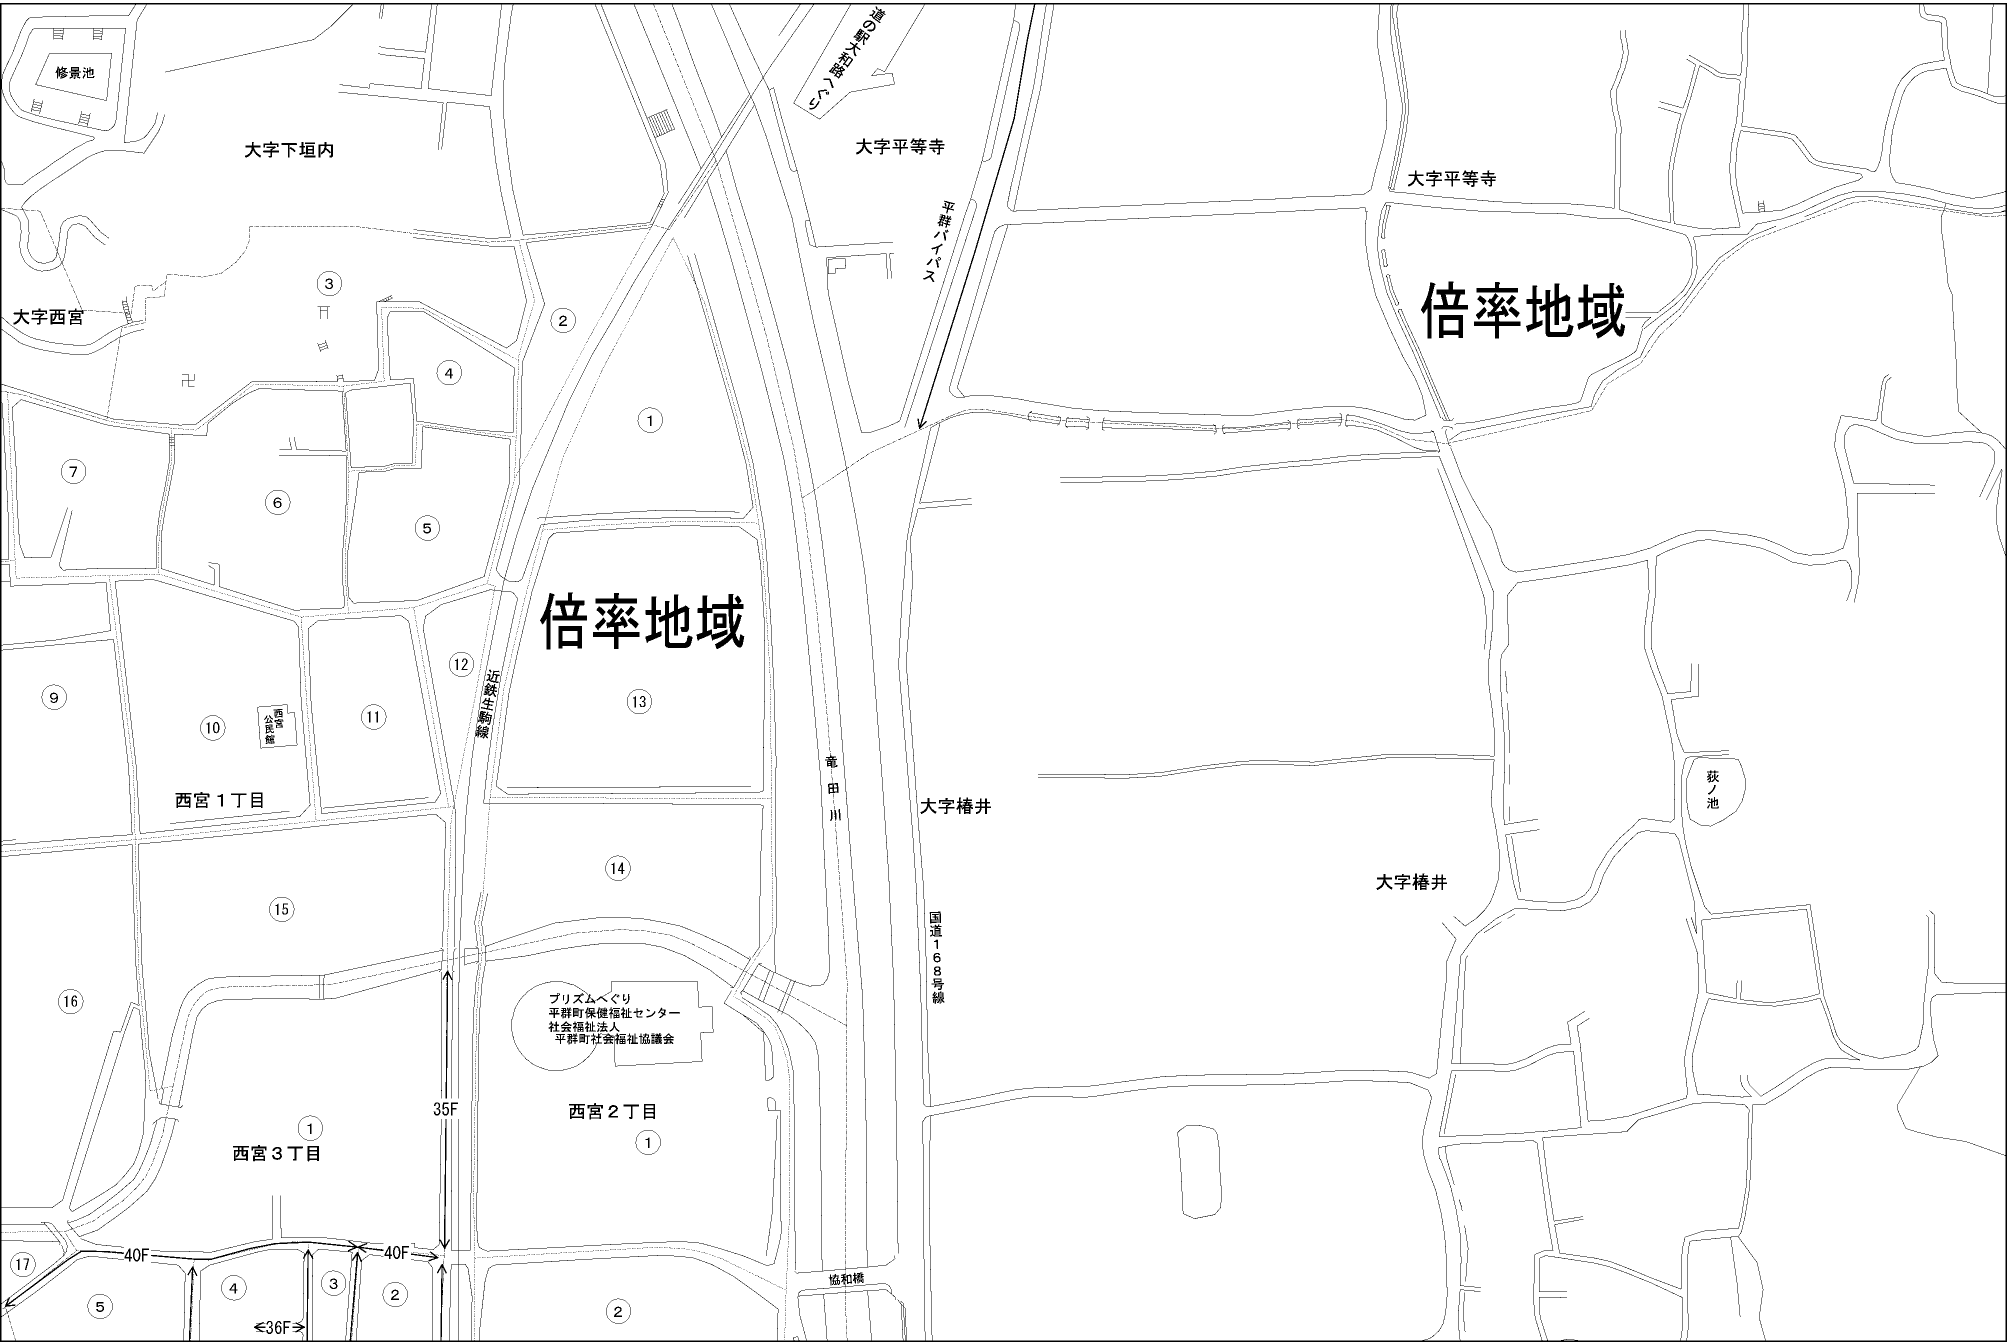 修景池
道の駅大和路へぐり
大字下垣内
大字平等寺
大字平等寺
平群バイパス
大字西宮
③
②
倍率地域
④
①
⑦
⑥
⑤
倍率地域
⑫
近鉄生駒線
⑨
⑩
西宮
公民館
⑪
⑬
西宮1丁目
竜田川
大字椿井
荻ノ池
⑭
大字椿井
⑮
国道168号線
⑯
プリズムへぐり
平群町保健福祉センター
社会福祉法人
平群町社会福祉協議会
35F
西宮2丁目
①
①
西宮3丁目
40F
40F
⑰
④
③
②
⑤
協和橋
②
36F